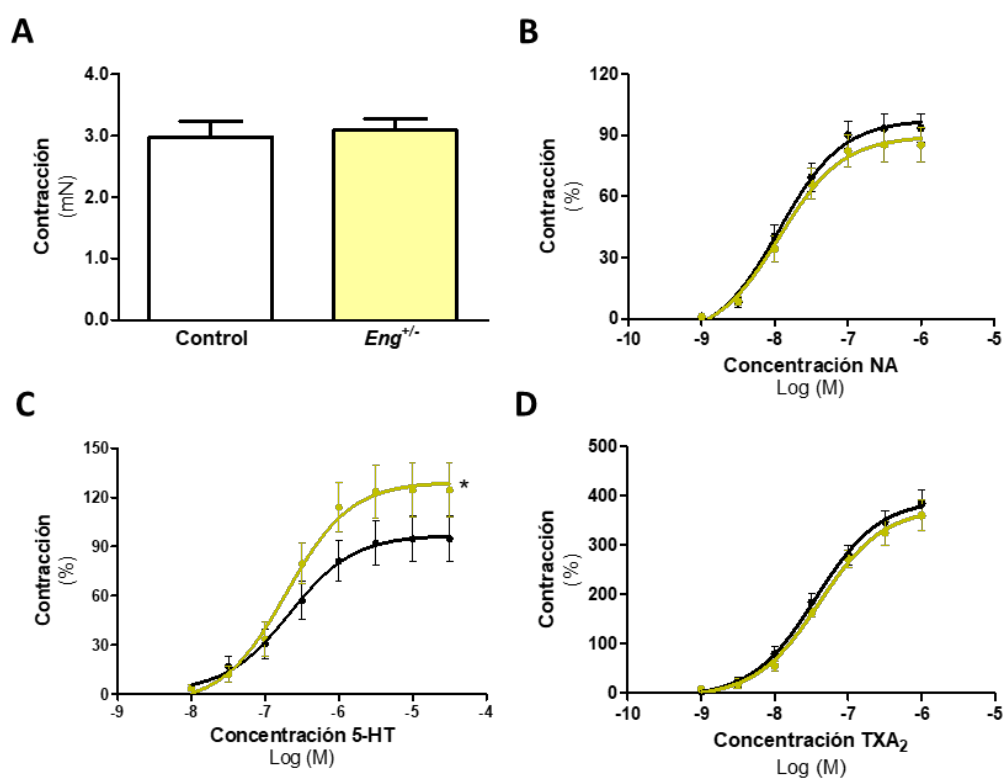 A
Contracción
(mN)
4.0
3.0
2.0
1.0
0.0
Control
Eng+/-
B
Contracción
(%)
120
90
60
30
0
-10
-9
-8
-7
-6
-5
Concentración NA
Log (M)
C
Contracción
(%)
150
120
90
60
30
0
*
-9
-8
-7
-6
-5
-4
Concentración 5-HT
Log (M)
D
Contracción
(%)
500
400
300
200
100
0
-10
-9
-8
-7
-6
-5
Concentración TXA2
Log (M)